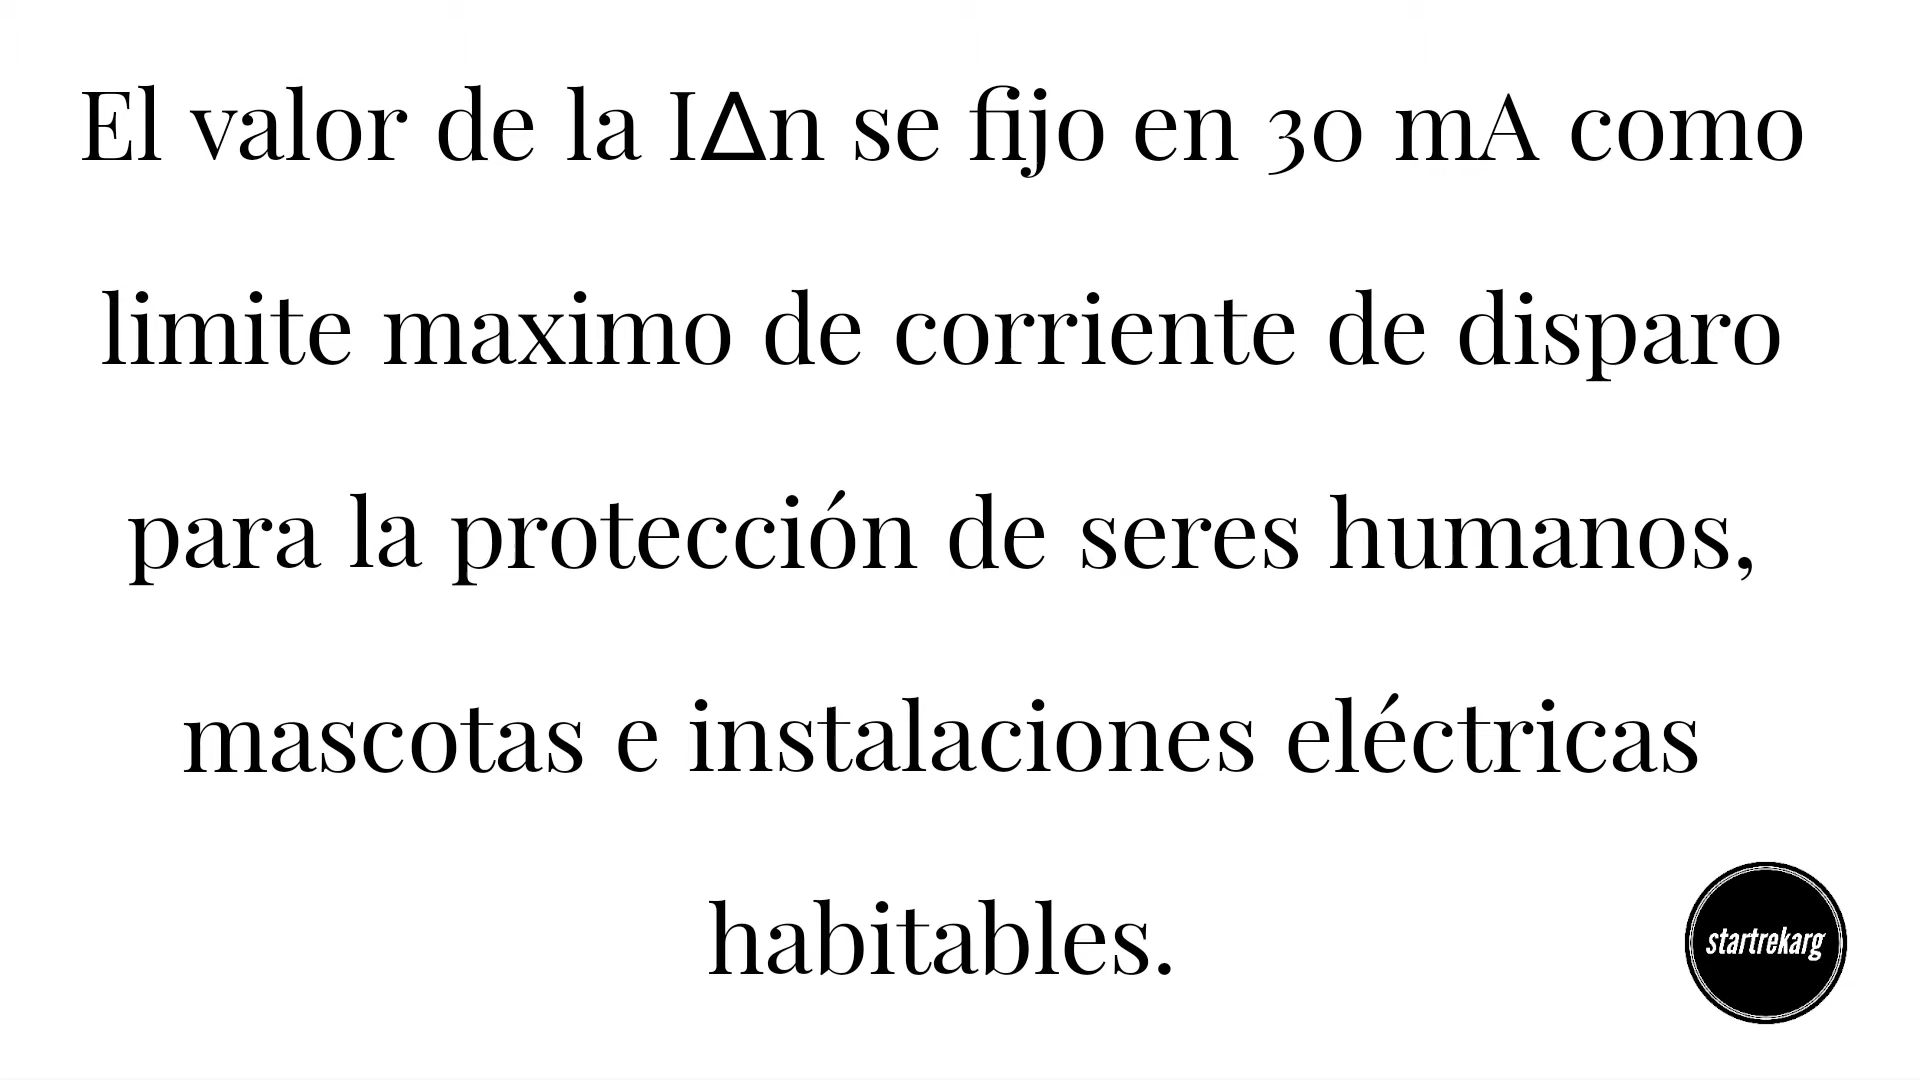 El valor de la IΔn se fijo en 30 mA como
limite maximo de corriente de disparo
para la protección de seres humanos,
mascotas e instalaciones eléctricas
habitables.
startrekarg